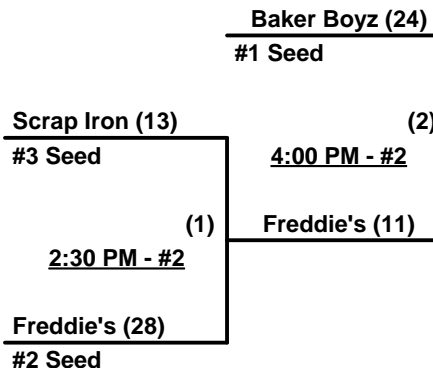 Baker Boyz (24)
#1 Seed
Scrap Iron (13)
(2)
#3 Seed
4:00 PM - #2
(1)
Freddie's (11)
2:30 PM - #2
Freddie's (28)
#2 Seed